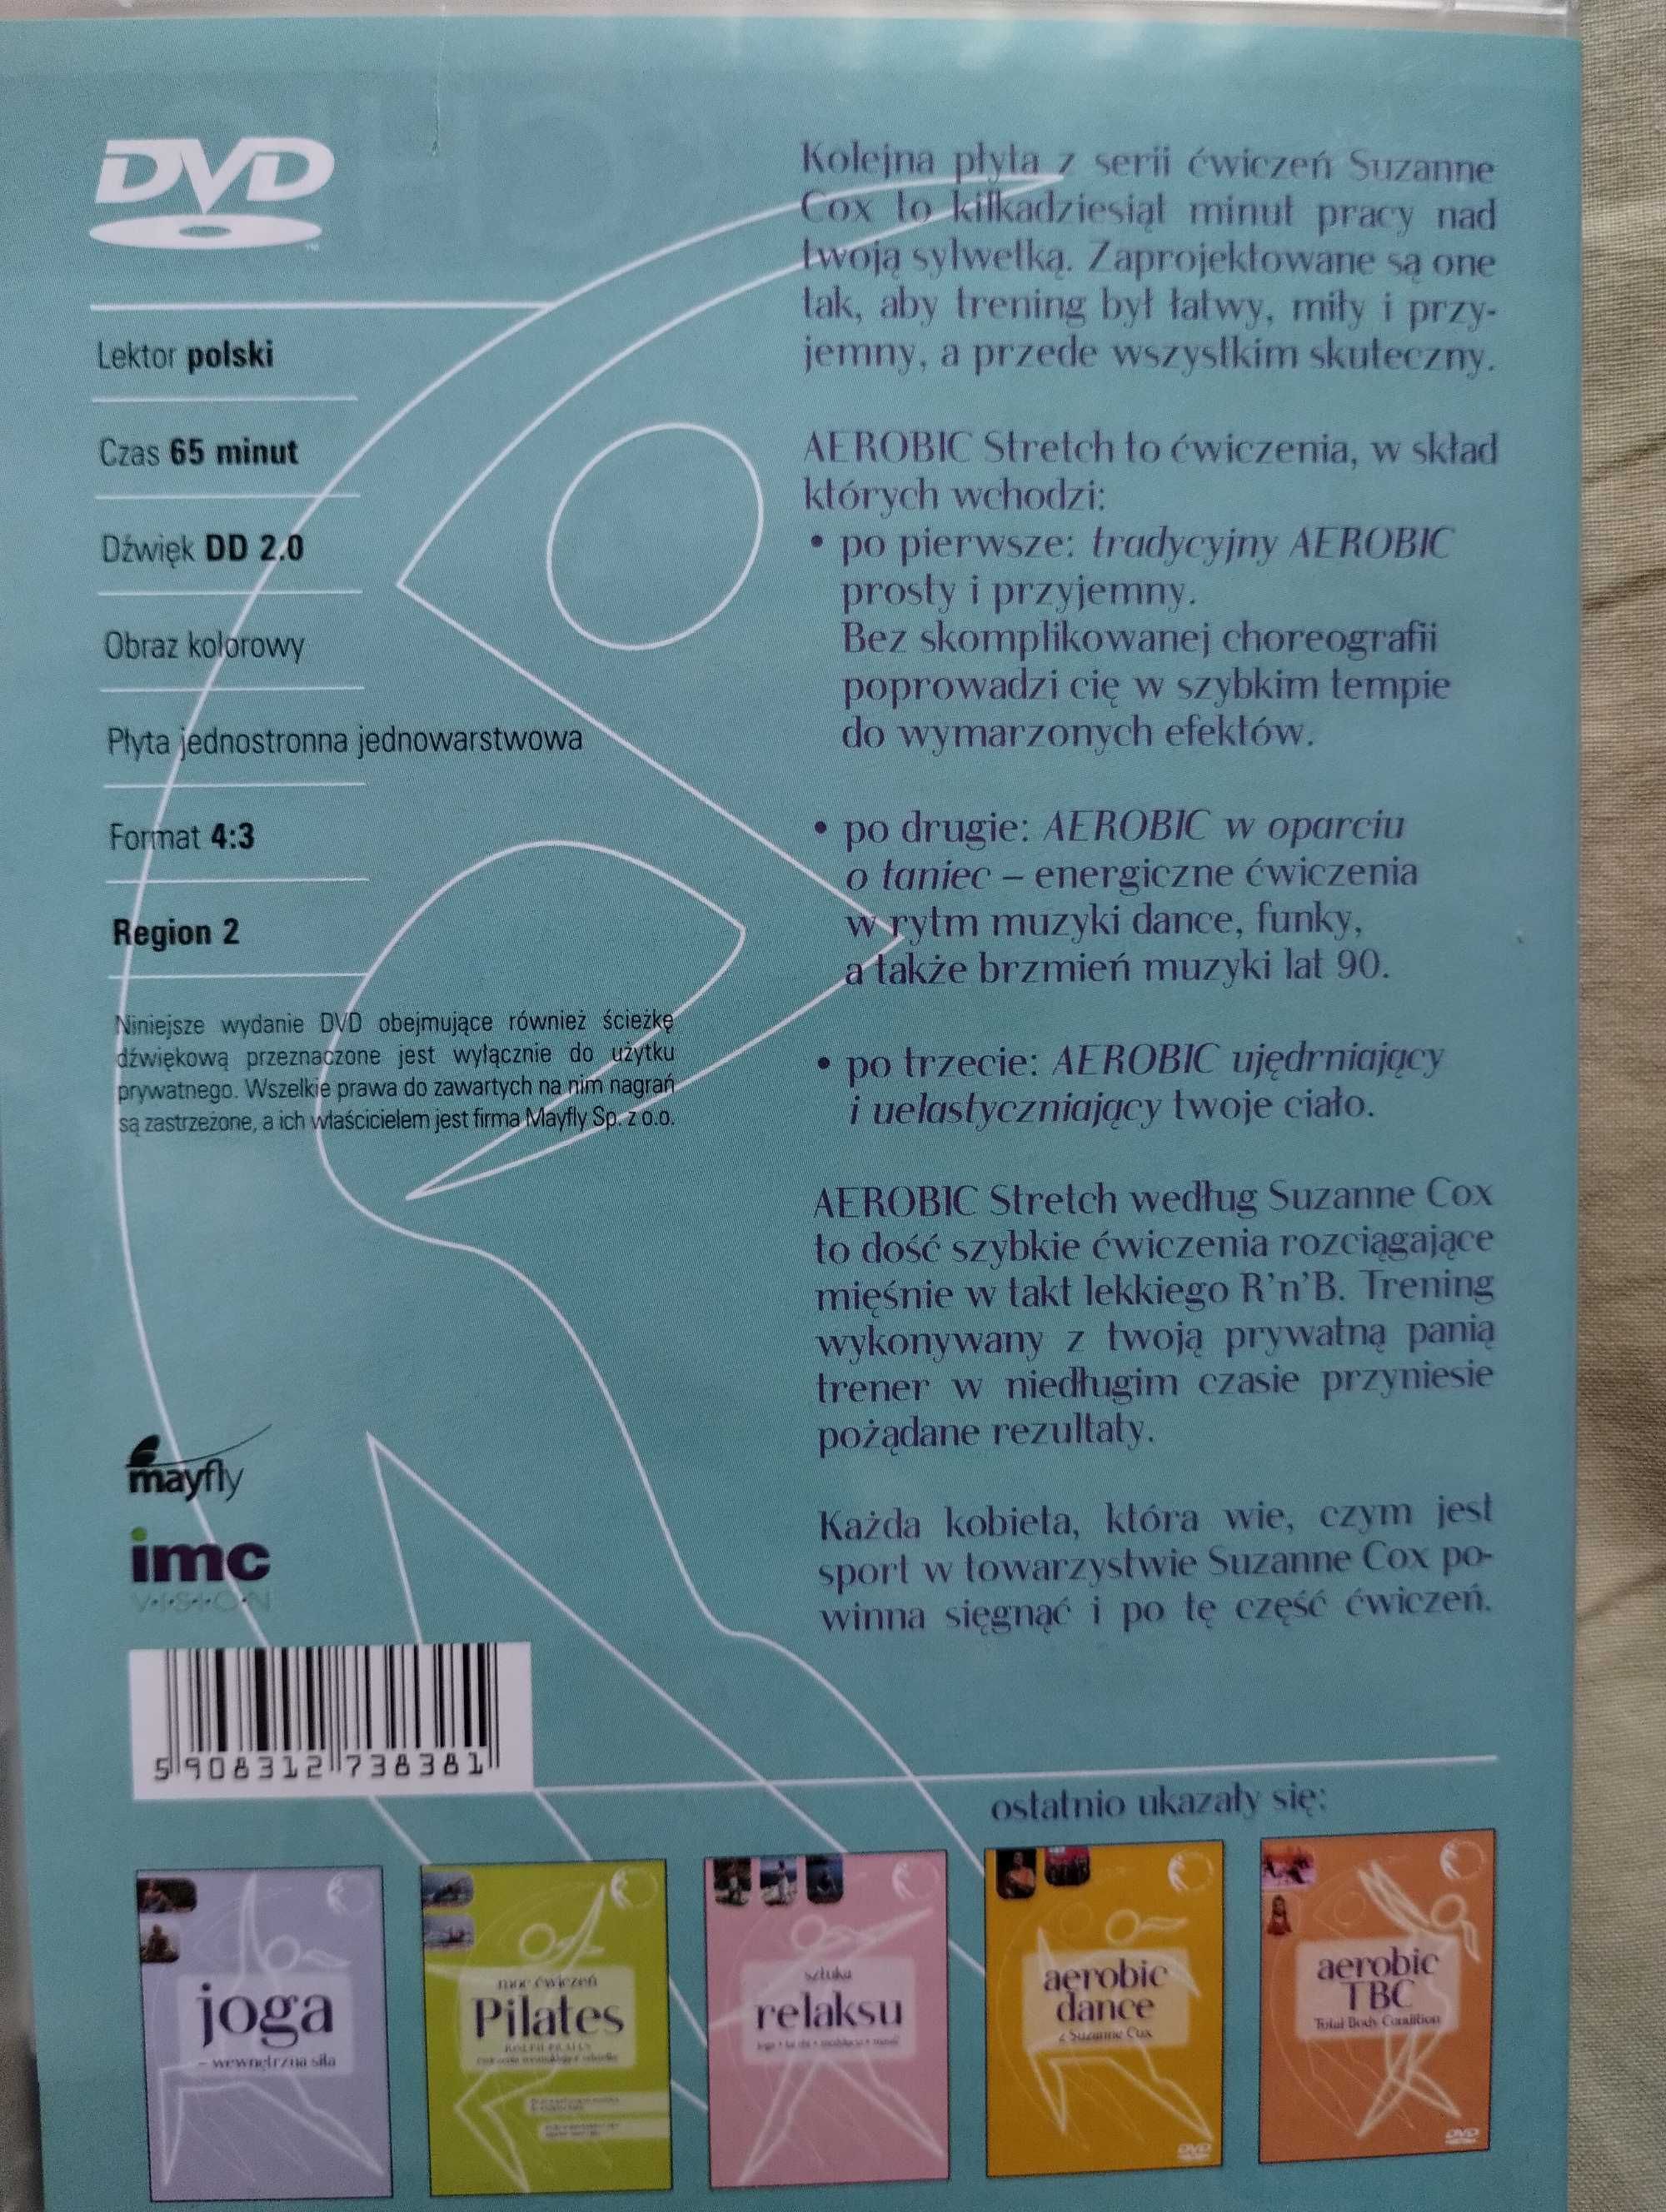 DVD
Lektor polski
Czas 65 minut
Dźwięk DD 2.0
Obraz kolorowy
Płyta jednostronna jednowarstwowa
Format 4:3
Region 2
Niniejsze wydanie DVD obejmujące również ścieżkę
dźwiękową przeznaczone jest wyłącznie do użytku
prywatnego. Wszelkie prawa do zawartych na nim nagrań
są zastrzeżone, a ich właścicielem jest firma Mayfly Sp. z o.o.
mayfly
imc
V·I·S·I·O·N
5 908312 738381
Kolejna płyta z serii ćwiczeń Suzanne
Cox to kilkadziesiąt minut pracy nad
twoją sylwetką. Zaprojektowane są one
tak, aby trening był łatwy, miły i przy-
jemny, a przede wszystkim skuteczny.
AEROBIC Stretch to ćwiczenia, w skład
których wchodzi:
• po pierwsze: tradycyjny AEROBIC
prosty i przyjemny.
Bez skomplikowanej choreografii
poprowadzi cię w szybkim tempie
do wymarzonych efektów.
• po drugie: AEROBIC w oparciu
o taniec – energiczne ćwiczenia
w rytm muzyki dance, funky,
a także brzmień muzyki lat 90.
• po trzecie: AEROBIC ujędrniający
i uelastyczniający twoje ciało.
AEROBIC Stretch według Suzanne Cox
to dość szybkie ćwiczenia rozciągające
mięśnie w takt lekkiego R'n'B. Trening
wykonywany z twoją prywatną panią
trener w niedługim czasie przyniesie
pożądane rezultaty.
Każda kobieta, która wie, czym jest
sport w towarzystwie Suzanne Cox po-
winna sięgnąć i po tę część ćwiczeń.
ostatnio ukazały się:
joga
– wewnętrzna siła
moc ćwiczeń
Pilates
sztuka
relaksu
aerobic
dance
z Suzanne Cox
DVD
aerobic
TBC
Total Body Condition
DVD